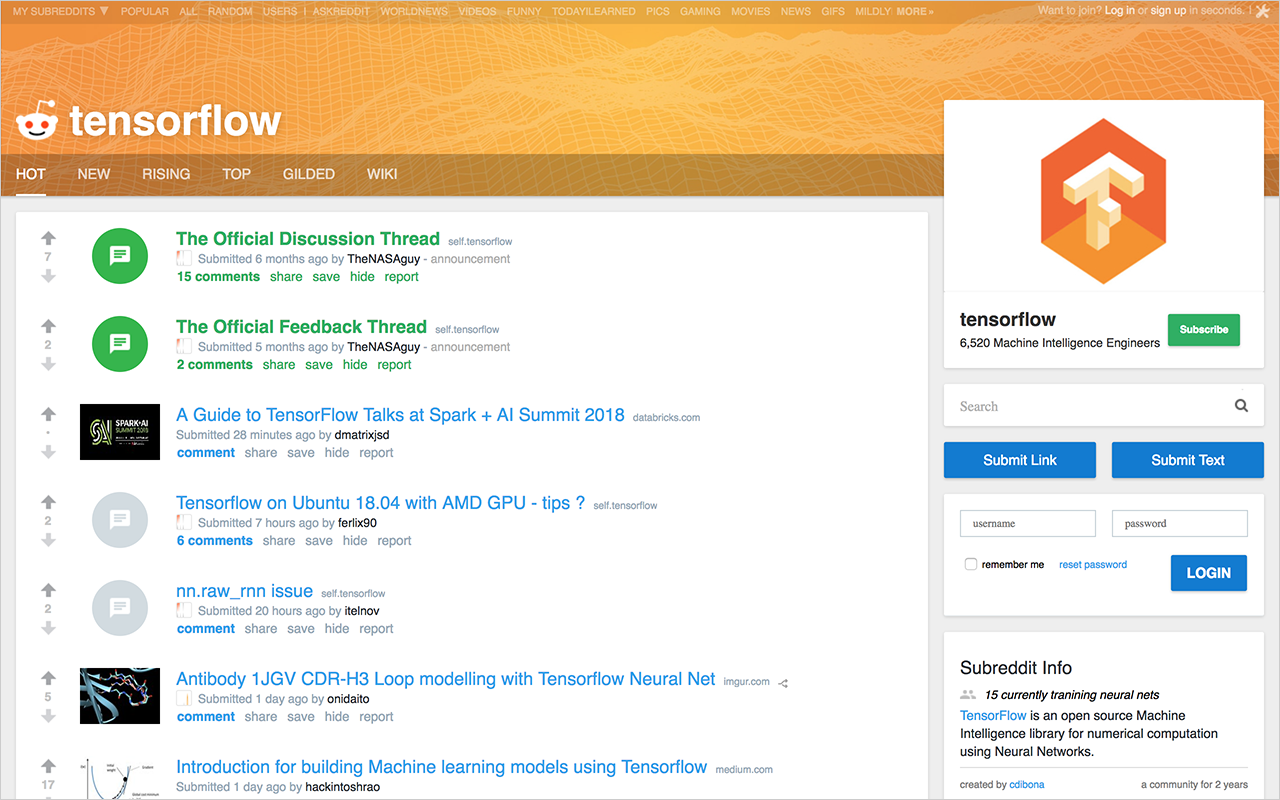 MY SUBREDDITS ▼ POPULAR ALL RANDOM USERS | ASKREDDIT WORLDNEWS VIDEOS FUNNY TODAYILEARNED PICS GAMING MOVIES NEWS GIFS MILDLY MORE »
Want to join? Log in or sign up in seconds. |
tensorflow
HOT NEW RISING TOP GILDED WIKI
7
The Official Discussion Thread self.tensorflow
Submitted 6 months ago by TheNASAguy - announcement
15 comments share save hide report
2
The Official Feedback Thread self.tensorflow
Submitted 5 months ago by TheNASAguy - announcement
2 comments share save hide report
•
SPARK+AI
SUMMIT 2018
A Guide to TensorFlow Talks at Spark + AI Summit 2018 databricks.com
Submitted 28 minutes ago by dmatrixjsd
comment share save hide report
2
Tensorflow on Ubuntu 18.04 with AMD GPU - tips ? self.tensorflow
Submitted 7 hours ago by ferlix90
6 comments share save hide report
2
nn.raw_rnn issue self.tensorflow
Submitted 20 hours ago by itelnov
comment share save hide report
5
Antibody 1JGV CDR-H3 Loop modelling with Tensorflow Neural Net imgur.com
Submitted 1 day ago by onidaito
comment share save hide report
17
Introduction for building Machine learning models using Tensorflow medium.com
Submitted 1 day ago by hackintoshrao
tensorflow
6,520 Machine Intelligence Engineers
Subscribe
Search
Submit Link Submit Text
username password
remember me reset password LOGIN
Subreddit Info
15 currently tranining neural nets
TensorFlow is an open source Machine
Intelligence library for numerical computation
using Neural Networks.
created by cdibona a community for 2 years